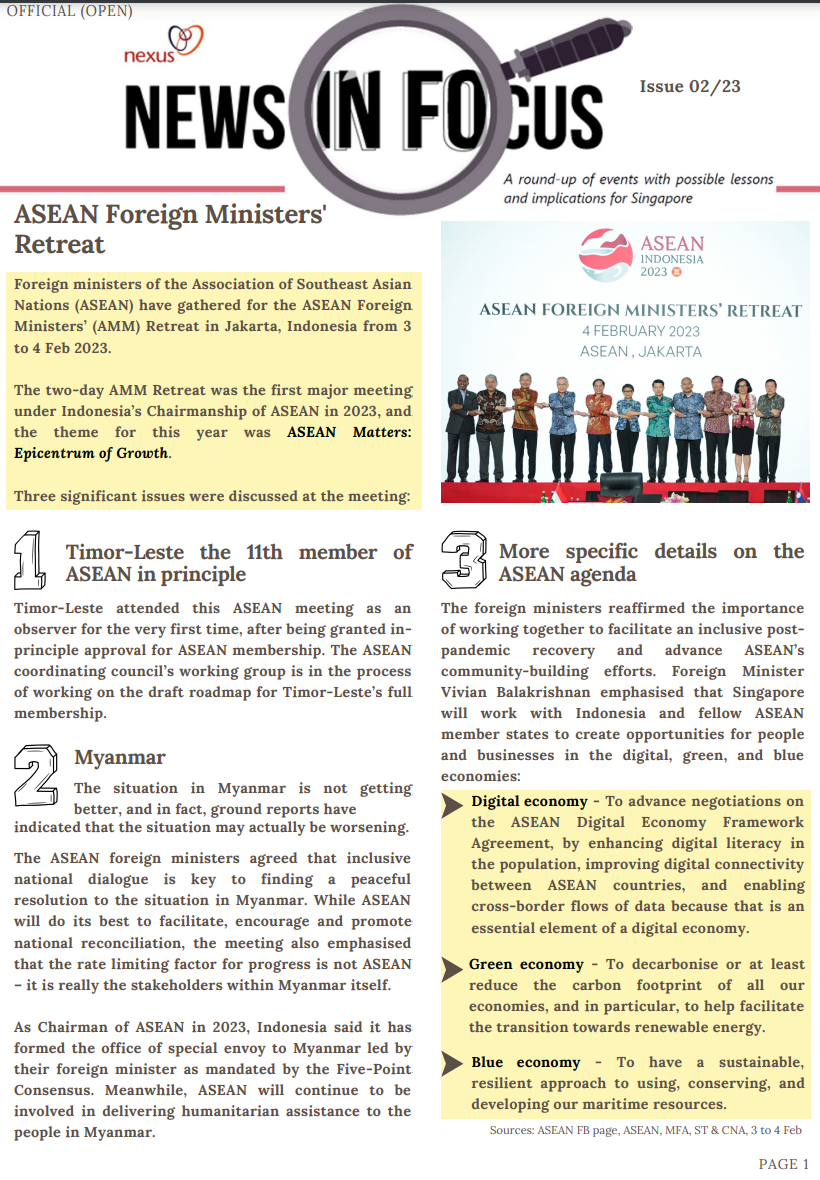 OFFICIAL (OPEN)
nexus
NEWS IN FOCUS
Issue 02/23
A round-up of events with possible lessons
and implications for Singapore
ASEAN Foreign Ministers'
Retreat
Foreign ministers of the Association of Southeast Asian
Nations (ASEAN) have gathered for the ASEAN Foreign
Ministers’ (AMM) Retreat in Jakarta, Indonesia from 3
to 4 Feb 2023.
The two-day AMM Retreat was the first major meeting
under Indonesia’s Chairmanship of ASEAN in 2023, and
the theme for this year was ASEAN Matters:
Epicentrum of Growth.
Three significant issues were discussed at the meeting:
ASEAN
INDONESIA
2023
ASEAN FOREIGN MINISTERS’ RETREAT
4 FEBRUARY 2023
ASEAN , JAKARTA
1
Timor-Leste the 11th member of
ASEAN in principle
Timor-Leste attended this ASEAN meeting as an
observer for the very first time, after being granted in-
principle approval for ASEAN membership. The ASEAN
coordinating council’s working group is in the process
of working on the draft roadmap for Timor-Leste’s full
membership.
2
Myanmar
The situation in Myanmar is not getting
better, and in fact, ground reports have
indicated that the situation may actually be worsening.
The ASEAN foreign ministers agreed that inclusive
national dialogue is key to finding a peaceful
resolution to the situation in Myanmar. While ASEAN
will do its best to facilitate, encourage and promote
national reconciliation, the meeting also emphasised
that the rate limiting factor for progress is not ASEAN
– it is really the stakeholders within Myanmar itself.
As Chairman of ASEAN in 2023, Indonesia said it has
formed the office of special envoy to Myanmar led by
their foreign minister as mandated by the Five-Point
Consensus. Meanwhile, ASEAN will continue to be
involved in delivering humanitarian assistance to the
people in Myanmar.
3
More specific details on the
ASEAN agenda
The foreign ministers reaffirmed the importance
of working together to facilitate an inclusive post-
pandemic recovery and advance ASEAN’s
community-building efforts. Foreign Minister
Vivian Balakrishnan emphasised that Singapore
will work with Indonesia and fellow ASEAN
member states to create opportunities for people
and businesses in the digital, green, and blue
economies:
Digital economy - To advance negotiations on
the ASEAN Digital Economy Framework
Agreement, by enhancing digital literacy in
the population, improving digital connectivity
between ASEAN countries, and enabling
cross-border flows of data because that is an
essential element of a digital economy.
Green economy - To decarbonise or at least
reduce the carbon footprint of all our
economies, and in particular, to help facilitate
the transition towards renewable energy.
Blue economy - To have a sustainable,
resilient approach to using, conserving, and
developing our maritime resources.
Sources: ASEAN FB page, ASEAN, MFA, ST & CNA, 3 to 4 Feb
PAGE 1